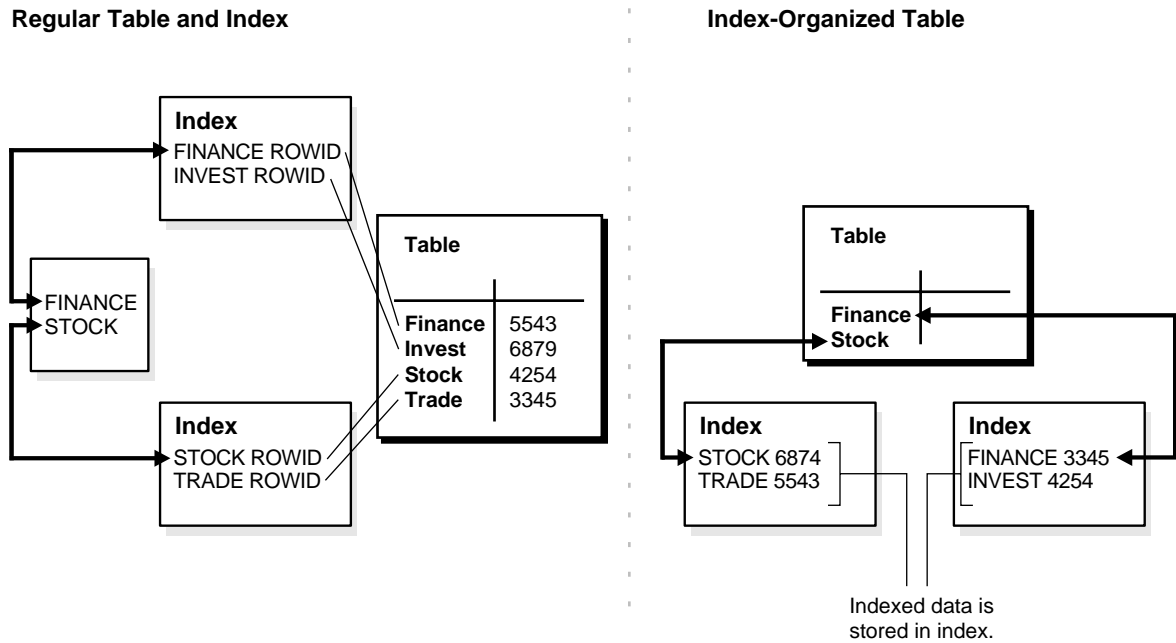 Regular Table and Index
Index
FINANCE ROWID
INVEST ROWID
FINANCE
STOCK
Table
Finance 5543
Invest 6879
Stock 4254
Trade 3345
Index
STOCK ROWID
TRADE ROWID
Index-Organized Table
Table
Finance
Stock
Index
STOCK 6874
TRADE 5543
Index
FINANCE 3345
INVEST 4254
Indexed data is
stored in index.